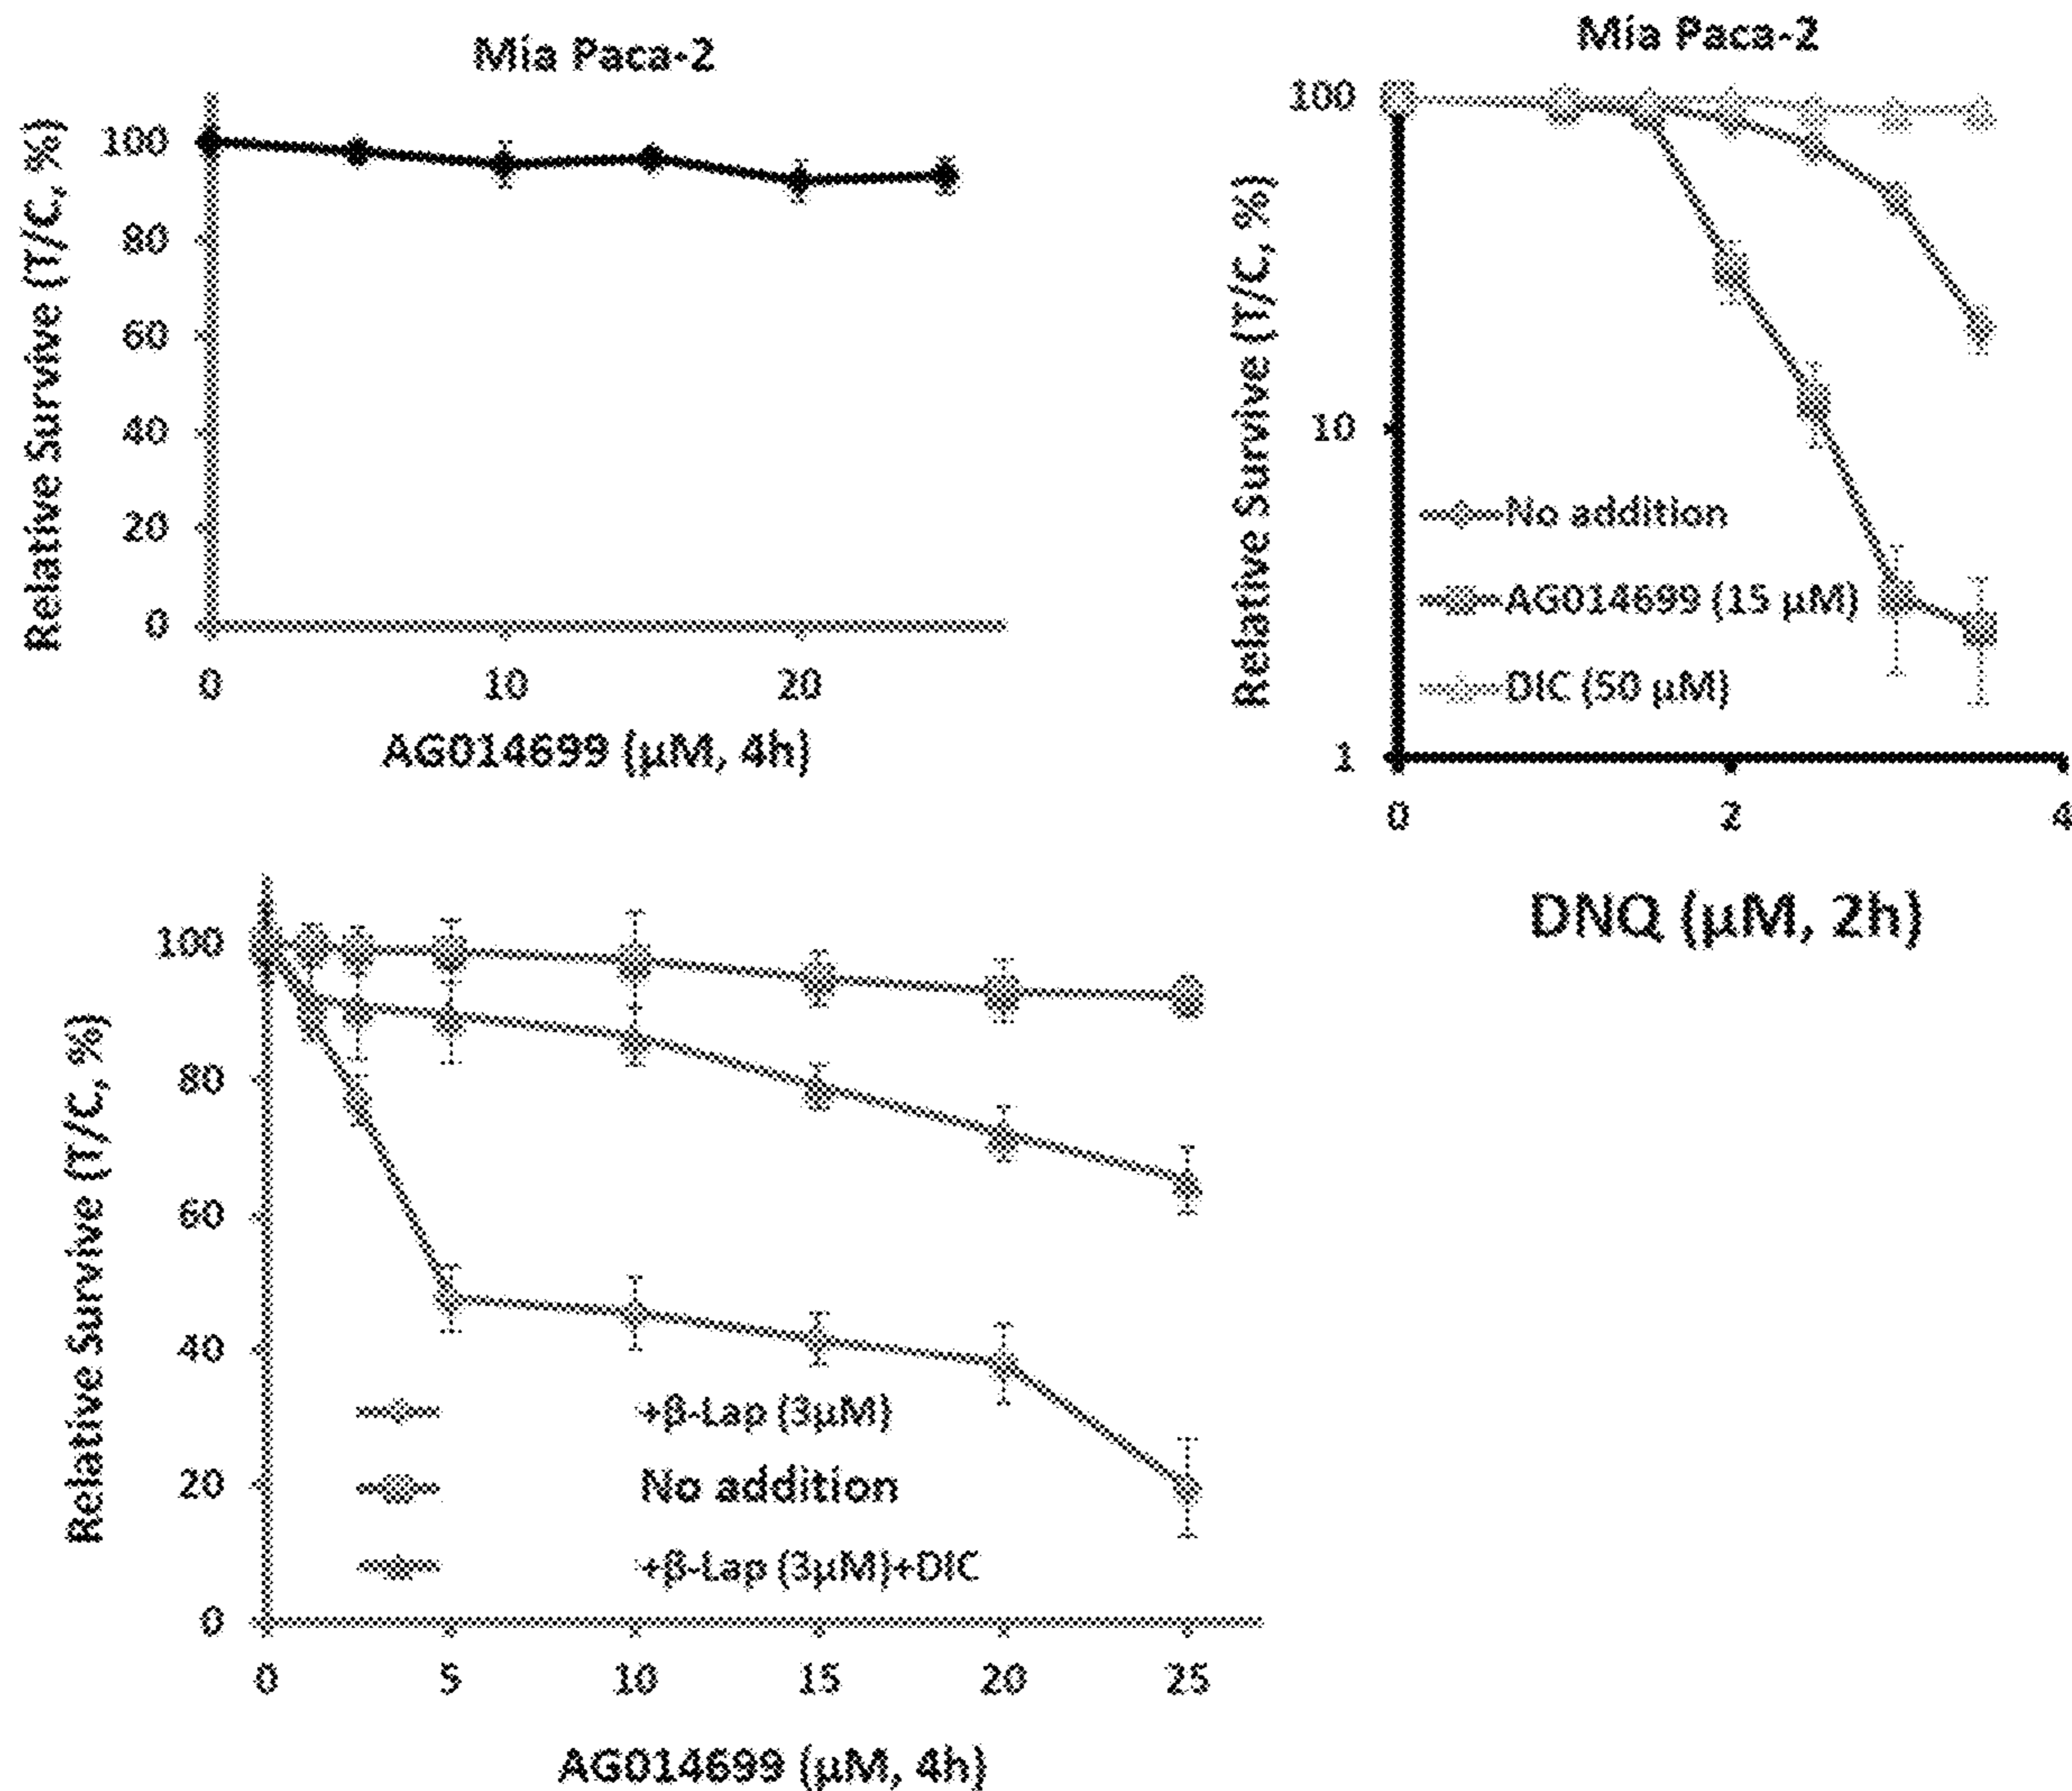 Mia Paca-2
Relative Survive (T/C, %)
100
80
60
40
20
0
0 10 20
AG014699 (μM, 4h)
Mia Paca-2
Relative Survive (T/C, %)
100
10
1
No addition
AG014699 (15 μM)
DIC (50 μM)
0 2 4
DNQ (μM, 2h)
Relative Survive (T/C, %)
100
80
60
40
20
0
+β-Lap (3μM)
No addition
+β-Lap (3μM)+DIC
0 5 10 15 20 25
AG014699 (μM, 4h)